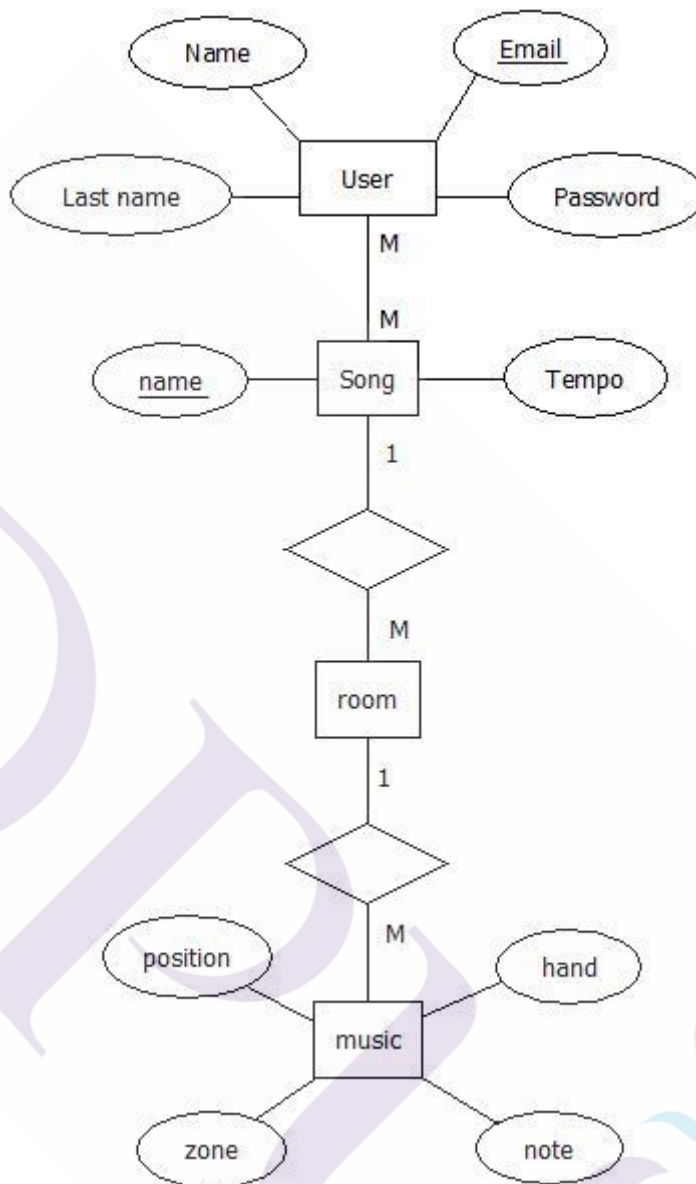 Name
Email
User
Last name
Password
M
M
name
Song
Tempo
1
M
room
1
M
position
hand
music
zone
note